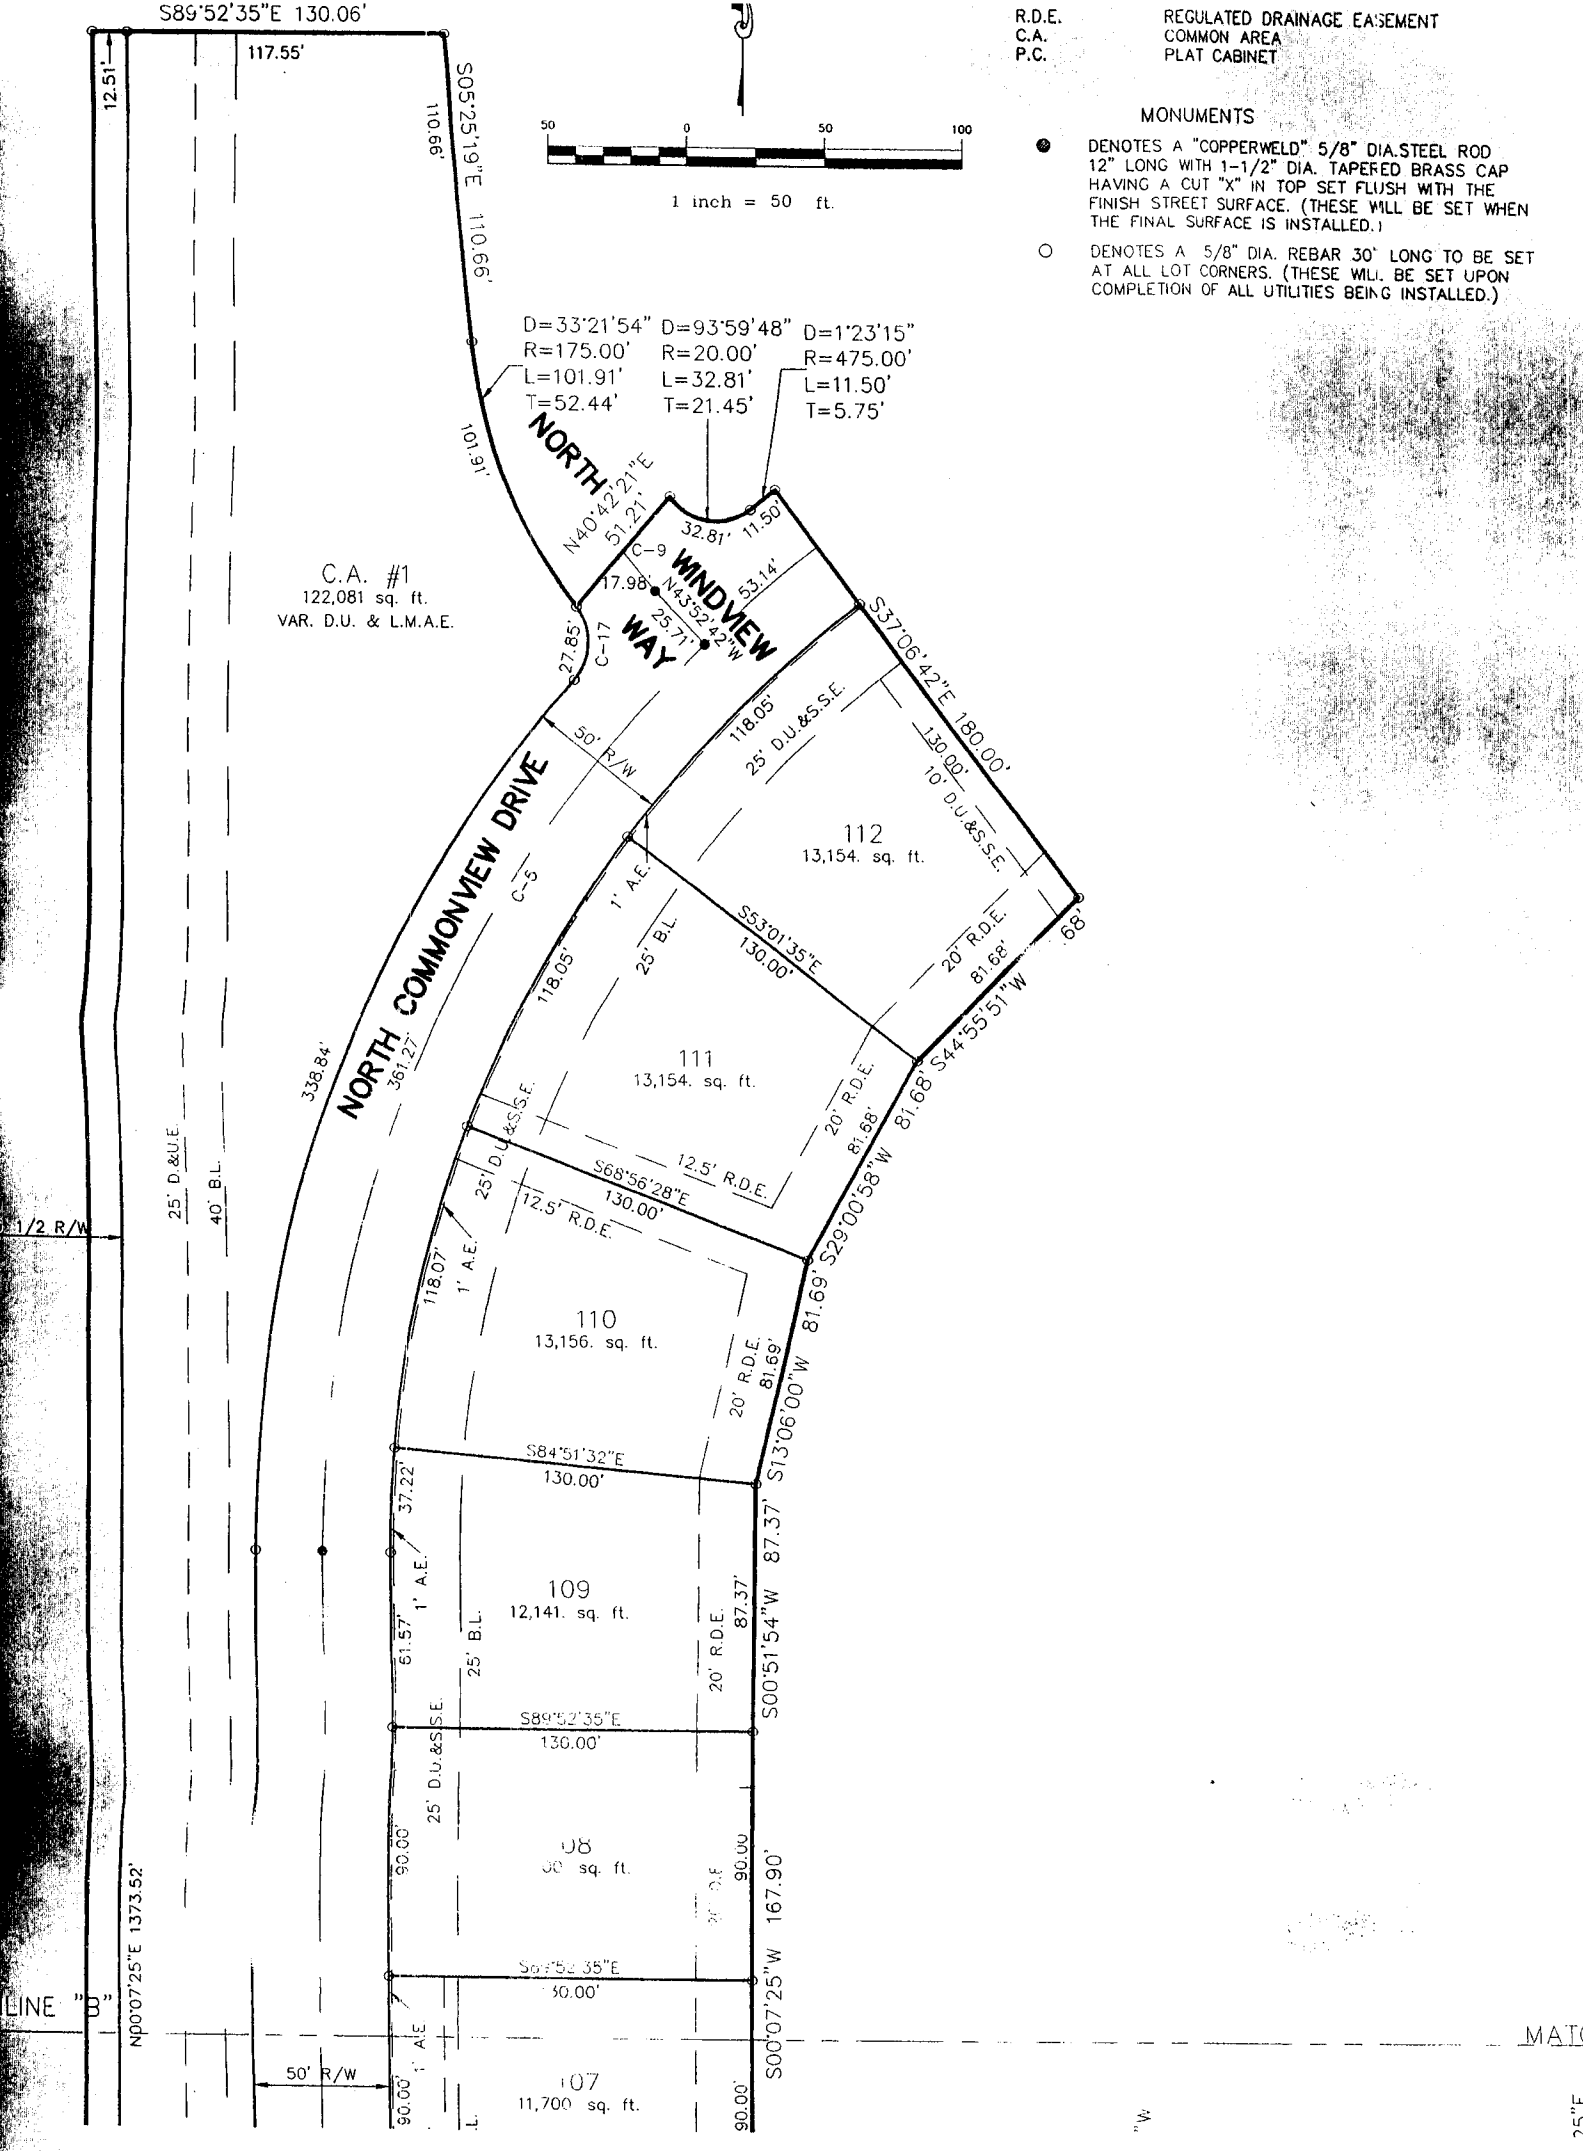 S89°52'35"E 130.06'
117.55'
12.51'
S05°25'19"E 110.66'
110.66'
50 0 50 100
1 inch = 50 ft.
R.D.E. REGULATED DRAINAGE EASEMENT
C.A. COMMON AREA
P.C. PLAT CABINET
MONUMENTS
DENOTES A "COPPERWELD" 5/8" DIA.STEEL ROD
12" LONG WITH 1-1/2" DIA. TAPERED BRASS CAP
HAVING A CUT "X" IN TOP SET FLUSH WITH THE
FINISH STREET SURFACE. (THESE WILL BE SET WHEN
THE FINAL SURFACE IS INSTALLED.)
DENOTES A 5/8" DIA. REBAR 30" LONG TO BE SET
AT ALL LOT CORNERS. (THESE WILL BE SET UPON
COMPLETION OF ALL UTILITIES BEING INSTALLED.)
D=33°21'54"
R=175.00'
L=101.91'
T=52.44'
D=93°59'48"
R=20.00'
L=32.81'
T=21.45'
D=1°23'15"
R=475.00'
L=11.50'
T=5.75'
101.91'
NORTH
WINDVIEW
WAY
N40°42'21"E
51.21'
C-9
32.81'
11.50'
17.98'
N43°52'42"W
25.71'
53.14'
C.A. #1
122,081 sq. ft.
VAR. D.U. & L.M.A.E.
27.85'
C-17
S37°06'42"E 180.00'
130.00'
10' D.U.&S.S.E.
50' R/W
118.05'
25' D.U.&S.S.E.
112
13,154. sq. ft.
NORTH COMMONVIEW DRIVE
C-5
361.27'
338.84'
1' A.E.
25' B.L.
S53°01'35"E
130.00'
20' R.D.E.
81.68'
68'
S44°55'51"W
118.05'
111
13,154. sq. ft.
20' R.D.E.
81.68'
S29°00'58"W 81.68'
25' D.U.&S.S.E.
12.5' R.D.E.
S68°56'28"E
130.00'
12.5' R.D.E.
25' D.&U.E.
40' B.L.
1/2 R/W
118.07'
1' A.E.
110
13,156. sq. ft.
20' R.D.E.
81.69'
S13°06'00"W 81.69'
S84°51'32"E
130.00'
37.22'
1' A.E.
61.57'
109
12,141. sq. ft.
25' B.L.
20' R.D.E.
87.37'
S00°51'54"W 87.37'
S89°52'35"E
130.00'
25' D.U.&S.S.E.
90.00'
08
00 sq. ft.
90.00
S00°07'25"W 167.90'
N00°07'25"E 1373.52'
52'35"E
30.00'
LINE "B"
MATC
1' A.E.
50' R/W
90.00'
107
11,700 sq. ft.
90.00'
L.
"W
25"E